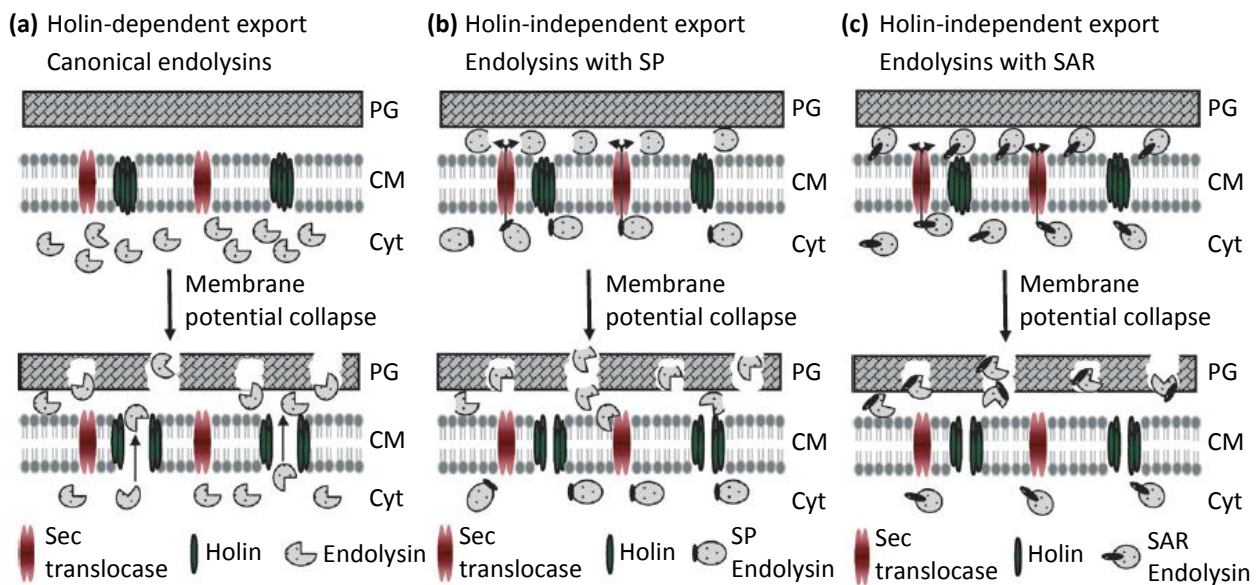 (a) Holin-dependent export
Canonical endolysins
PG
CM
Cyt
Membrane
potential collapse
PG
CM
Cyt
Sec
translocase
Holin
Endolysin
(b) Holin-independent export
Endolysins with SP
PG
CM
Cyt
Membrane
potential collapse
PG
CM
Cyt
Sec
translocase
Holin
SP
Endolysin
(c) Holin-independent export
Endolysins with SAR
PG
CM
Cyt
Membrane
potential collapse
PG
CM
Cyt
Sec
translocase
Holin
SAR
Endolysin